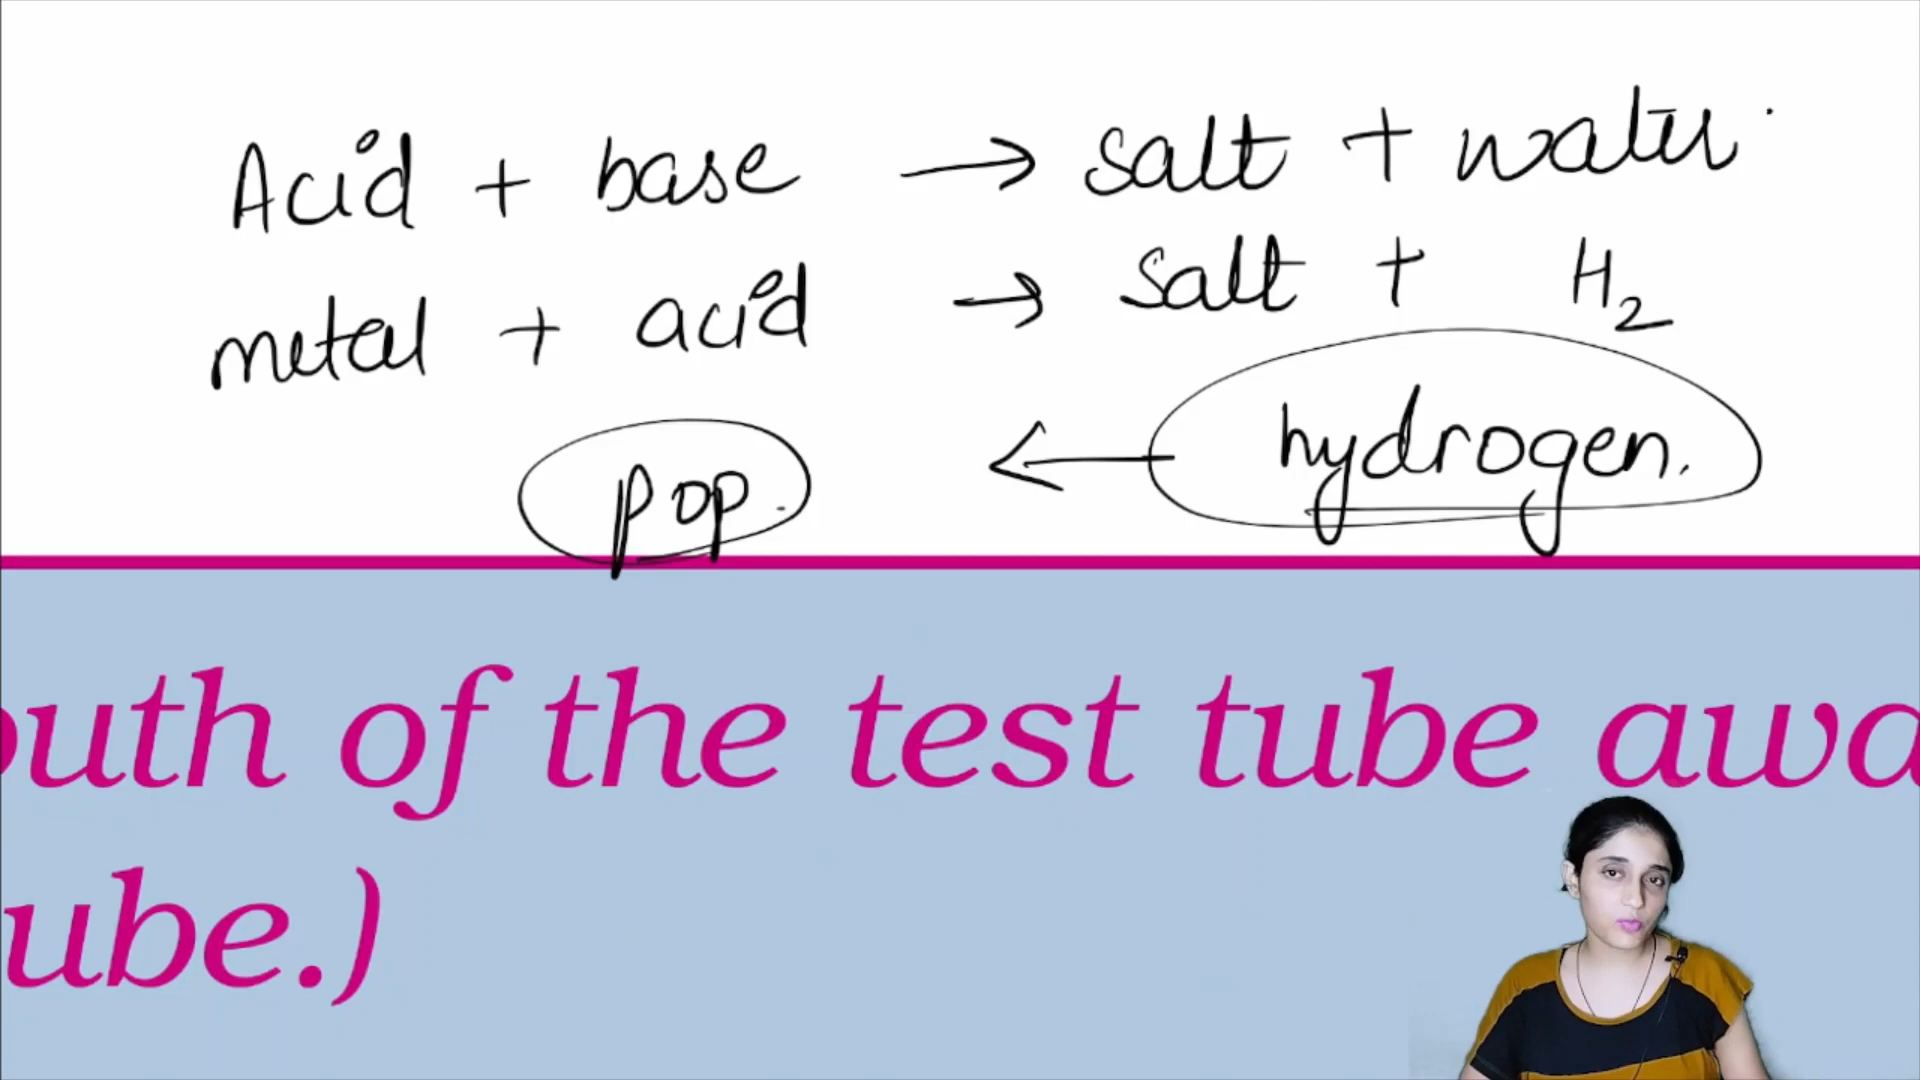 Acid + base → salt + water.
metal + acid → salt + H₂
pop. ← hydrogen.
outh of the test tube awa
ube.)